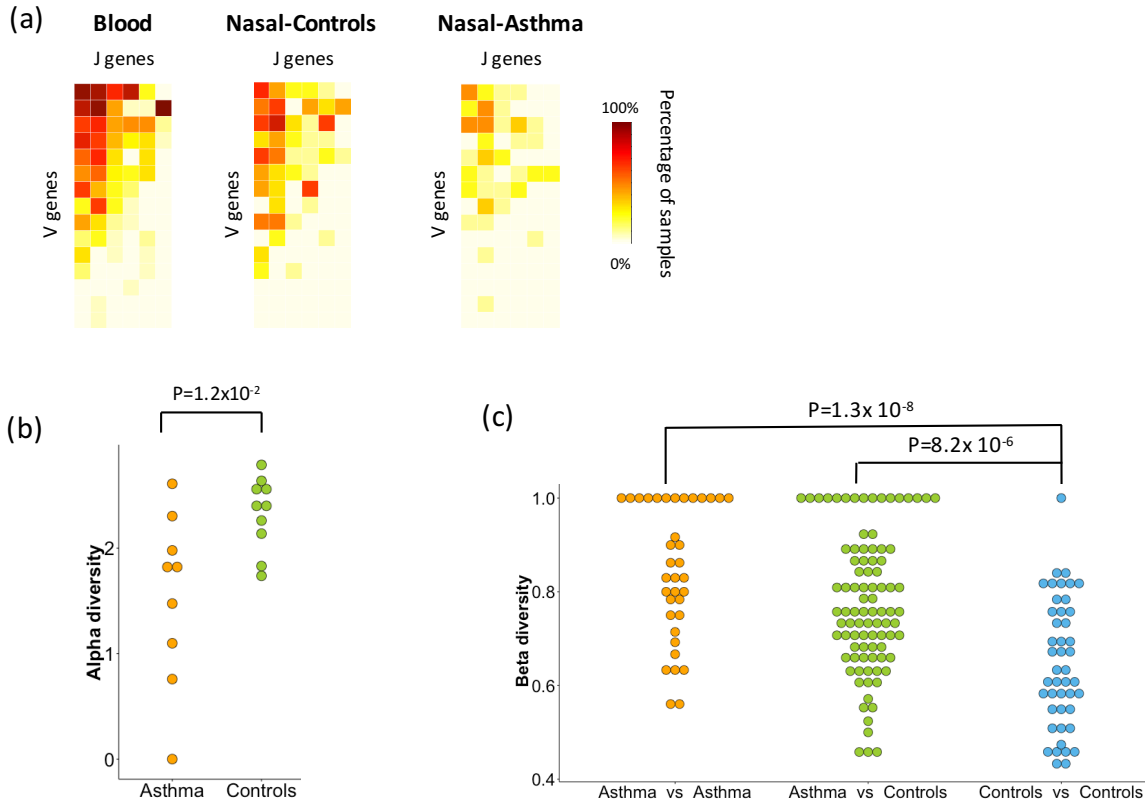 (a)
Blood
Nasal-Controls
Nasal-Asthma
J genes
J genes
J genes
V genes
V genes
V genes
100%
0%
Percentage of samples
(b)
P=1.2x10⁻²
Alpha diversity
2
1
0
Asthma
Controls
(c)
P=1.3x 10⁻⁸
P=8.2x 10⁻⁶
Beta diversity
1.0
0.8
0.6
0.4
Asthma vs Asthma
Asthma vs Controls
Controls vs Controls